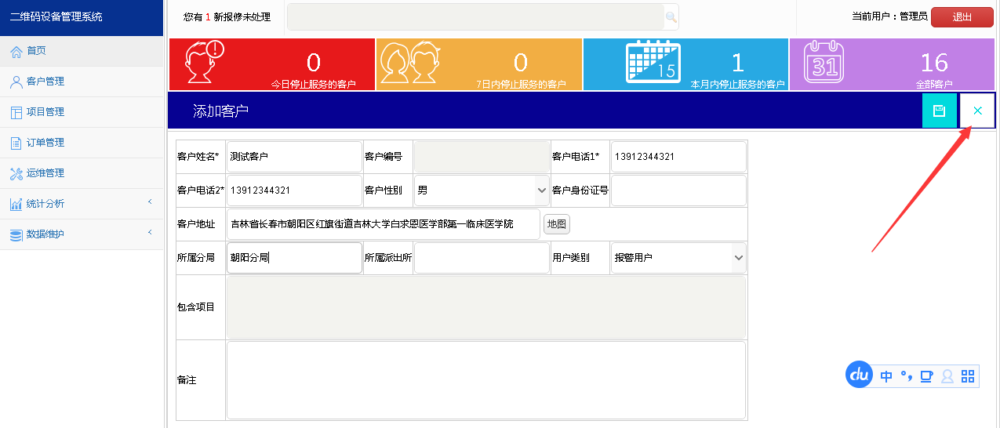 二维码设备管理系统
首页
客户管理
项目管理
订单管理
运维管理
统计分析
数据维护
您有 1 新报修未处理
当前用户：管理员
退出
0
今日停止服务的客户
0
7日内停止服务的客户
15
1
本月内停止服务的客户
31
16
全部客户
添加客户
客户姓名* 测试客户 客户编号 客户电话1* 13912344321
客户电话2* 13912344321 客户性别 男 客户身份证号
客户地址 吉林省长春市朝阳区红旗街道吉林大学白求恩医学部第一临床医学院 地图
所属分局 朝阳分局 所属派出所 用户类别 报警用户
包含项目
备注
du 中